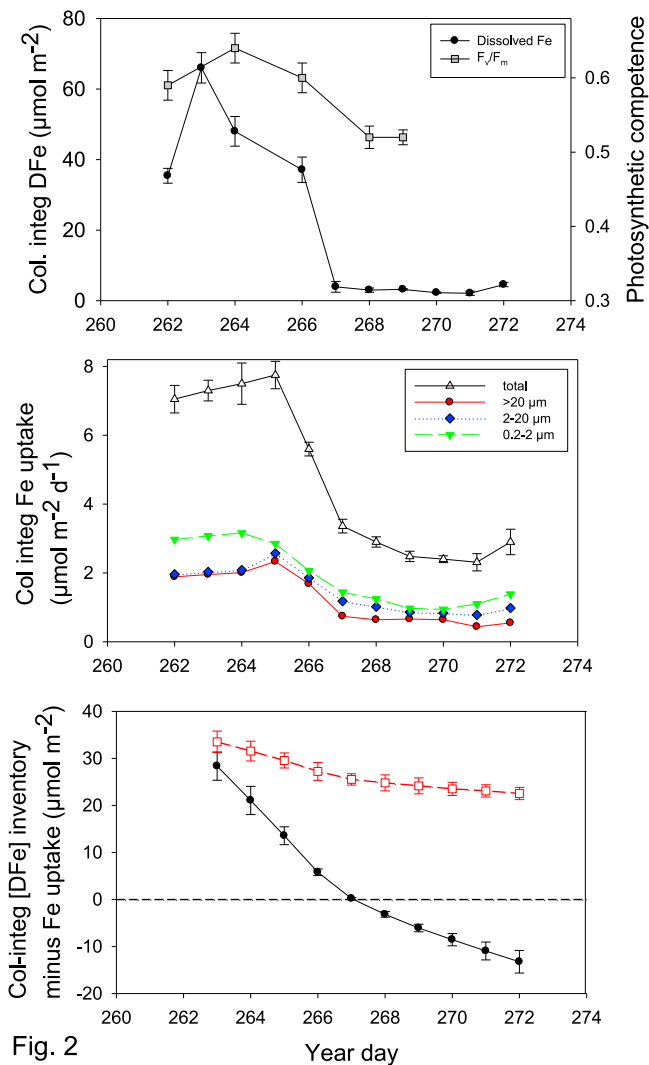 80
60
40
20
0
Col. integ DFe (µmol m⁻²)
Dissolved Fe
Fᵥ/Fₘ
0.6
0.5
0.4
0.3
Photosynthetic competence
260 262 264 266 268 270 272 274
8
6
4
2
0
Col integ Fe uptake
(µmol m⁻² d⁻¹)
total
>20 µm
2-20 µm
0.2-2 µm
260 262 264 266 268 270 272 274
40
30
20
10
0
-10
-20
Col-integ [DFe] inventory
minus Fe uptake (µmol m⁻²)
260 262 264 266 268 270 272 274
Fig. 2
Year day